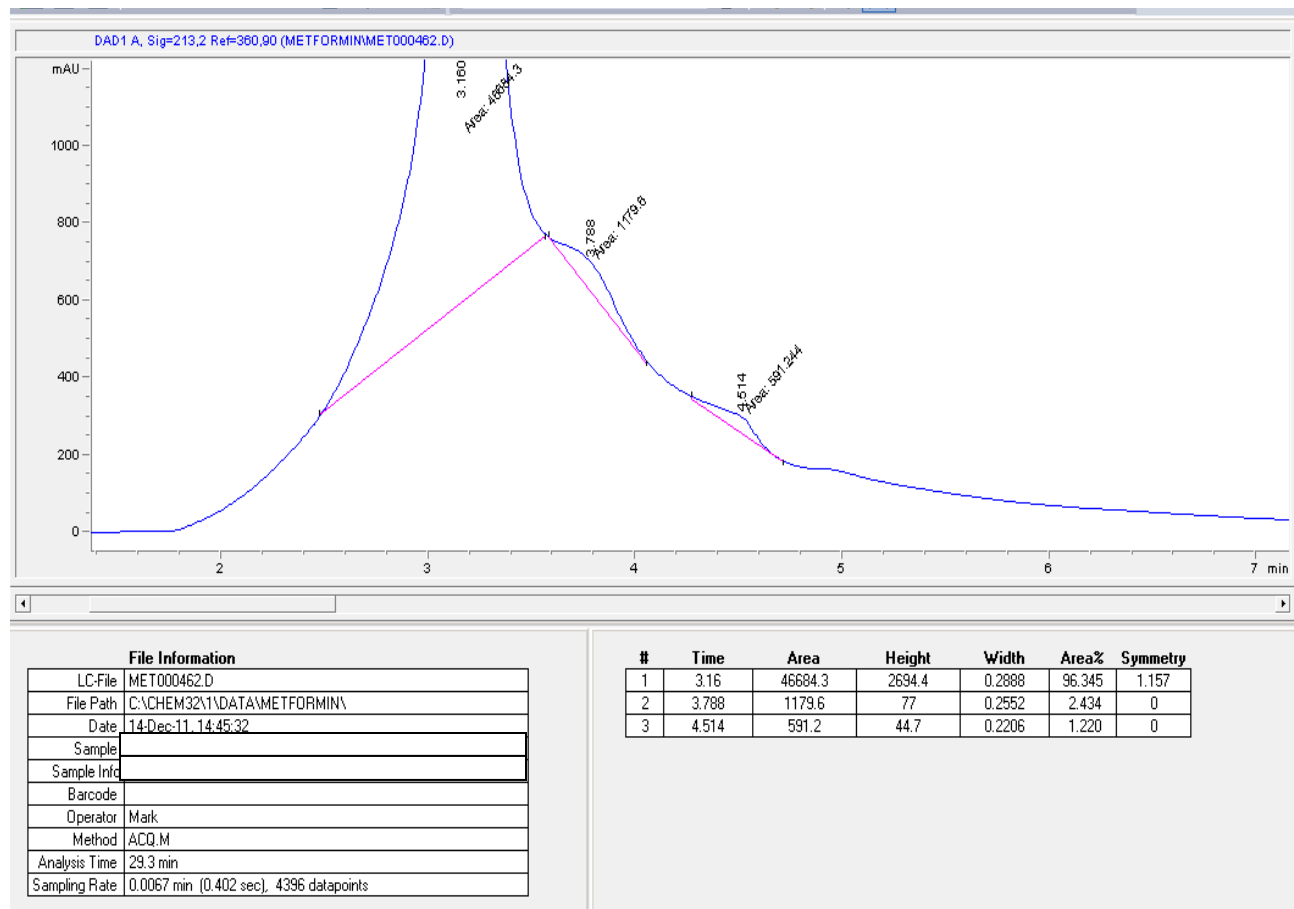 DAD1 A, Sig=213,2 Ref=360,90 (METFORMIN\MET000462.D)
mAU
3.160
Area: 46684.3
1000
800
3.788
Area: 1179.6
600
400
4.514
Area: 591.244
200
0
2 3 4 5 6 7 min
File Information
LC-File MET000462.D
File Path C:\CHEM32\1\DATA\METFORMIN\
Date 14-Dec-11, 14:45:32
Sample
Sample Info
Barcode
Operator Mark
Method ACQ.M
Analysis Time 29.3 min
Sampling Rate 0.0067 min (0.402 sec), 4396 datapoints
# Time Area Height Width Area% Symmetry
1 3.16 46684.3 2694.4 0.2888 96.345 1.157
2 3.788 1179.6 77 0.2552 2.434 0
3 4.514 591.2 44.7 0.2206 1.220 0